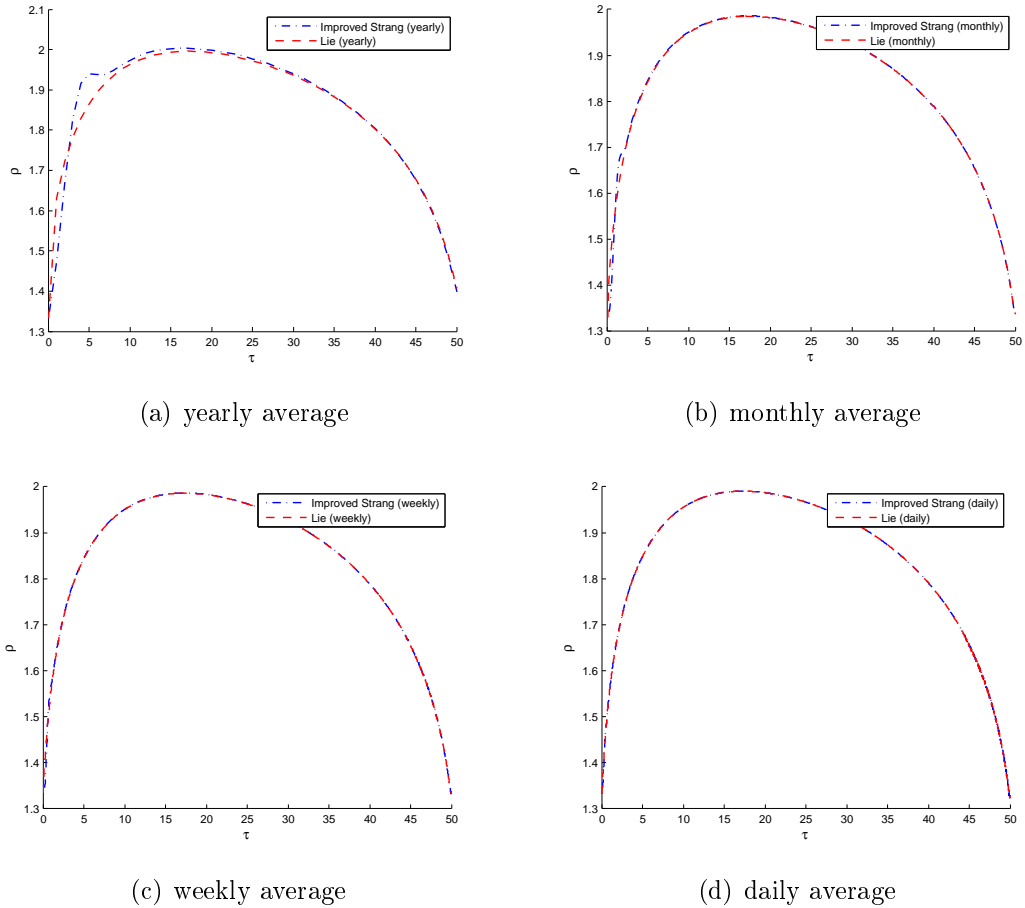 2.1
2
1.9
1.8
1.7
1.6
1.5
1.4
1.3
ρ
0 5 10 15 20 25 30 35 40 45 50
τ
Improved Strang (yearly)
Lie (yearly)
(a) yearly average
2
1.9
1.8
1.7
1.6
1.5
1.4
1.3
ρ
0 5 10 15 20 25 30 35 40 45 50
τ
Improved Strang (monthly)
Lie (monthly)
(b) monthly average
2
1.9
1.8
1.7
1.6
1.5
1.4
1.3
ρ
0 5 10 15 20 25 30 35 40 45 50
τ
Improved Strang (weekly)
Lie (weekly)
(c) weekly average
2
1.9
1.8
1.7
1.6
1.5
1.4
1.3
ρ
0 5 10 15 20 25 30 35 40 45 50
τ
Improved Strang (daily)
Lie (daily)
(d) daily average